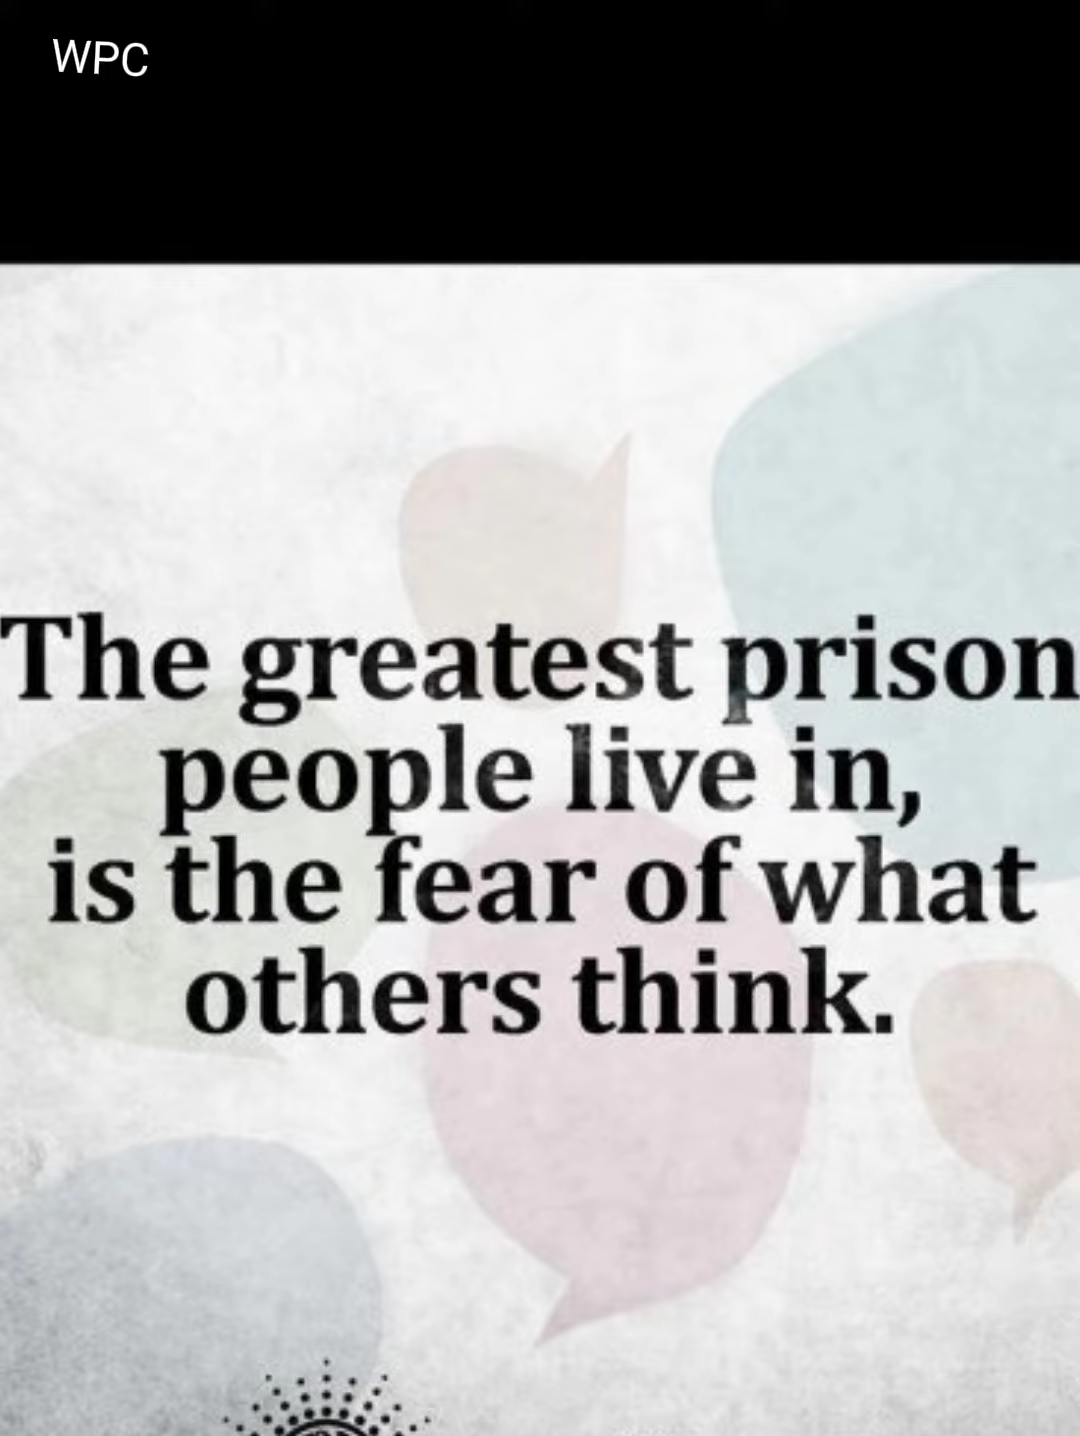 WPC
The greatest prison
people live in,
is the fear of what
others think.